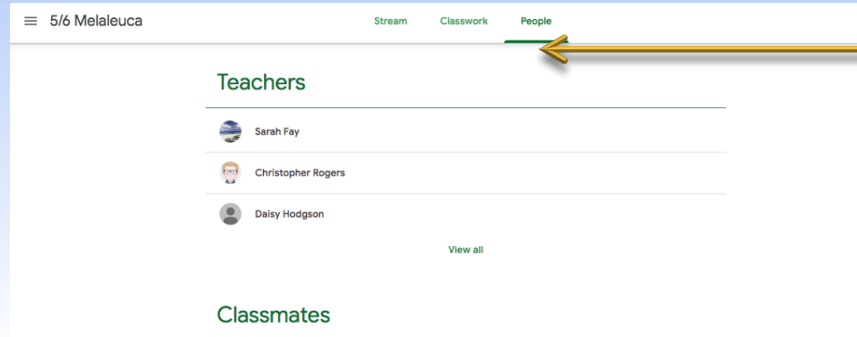 5/6 Melaleuca
Stream Classwork People
Teachers
Sarah Fay
Christopher Rogers
Daisy Hodgson
View all
Classmates